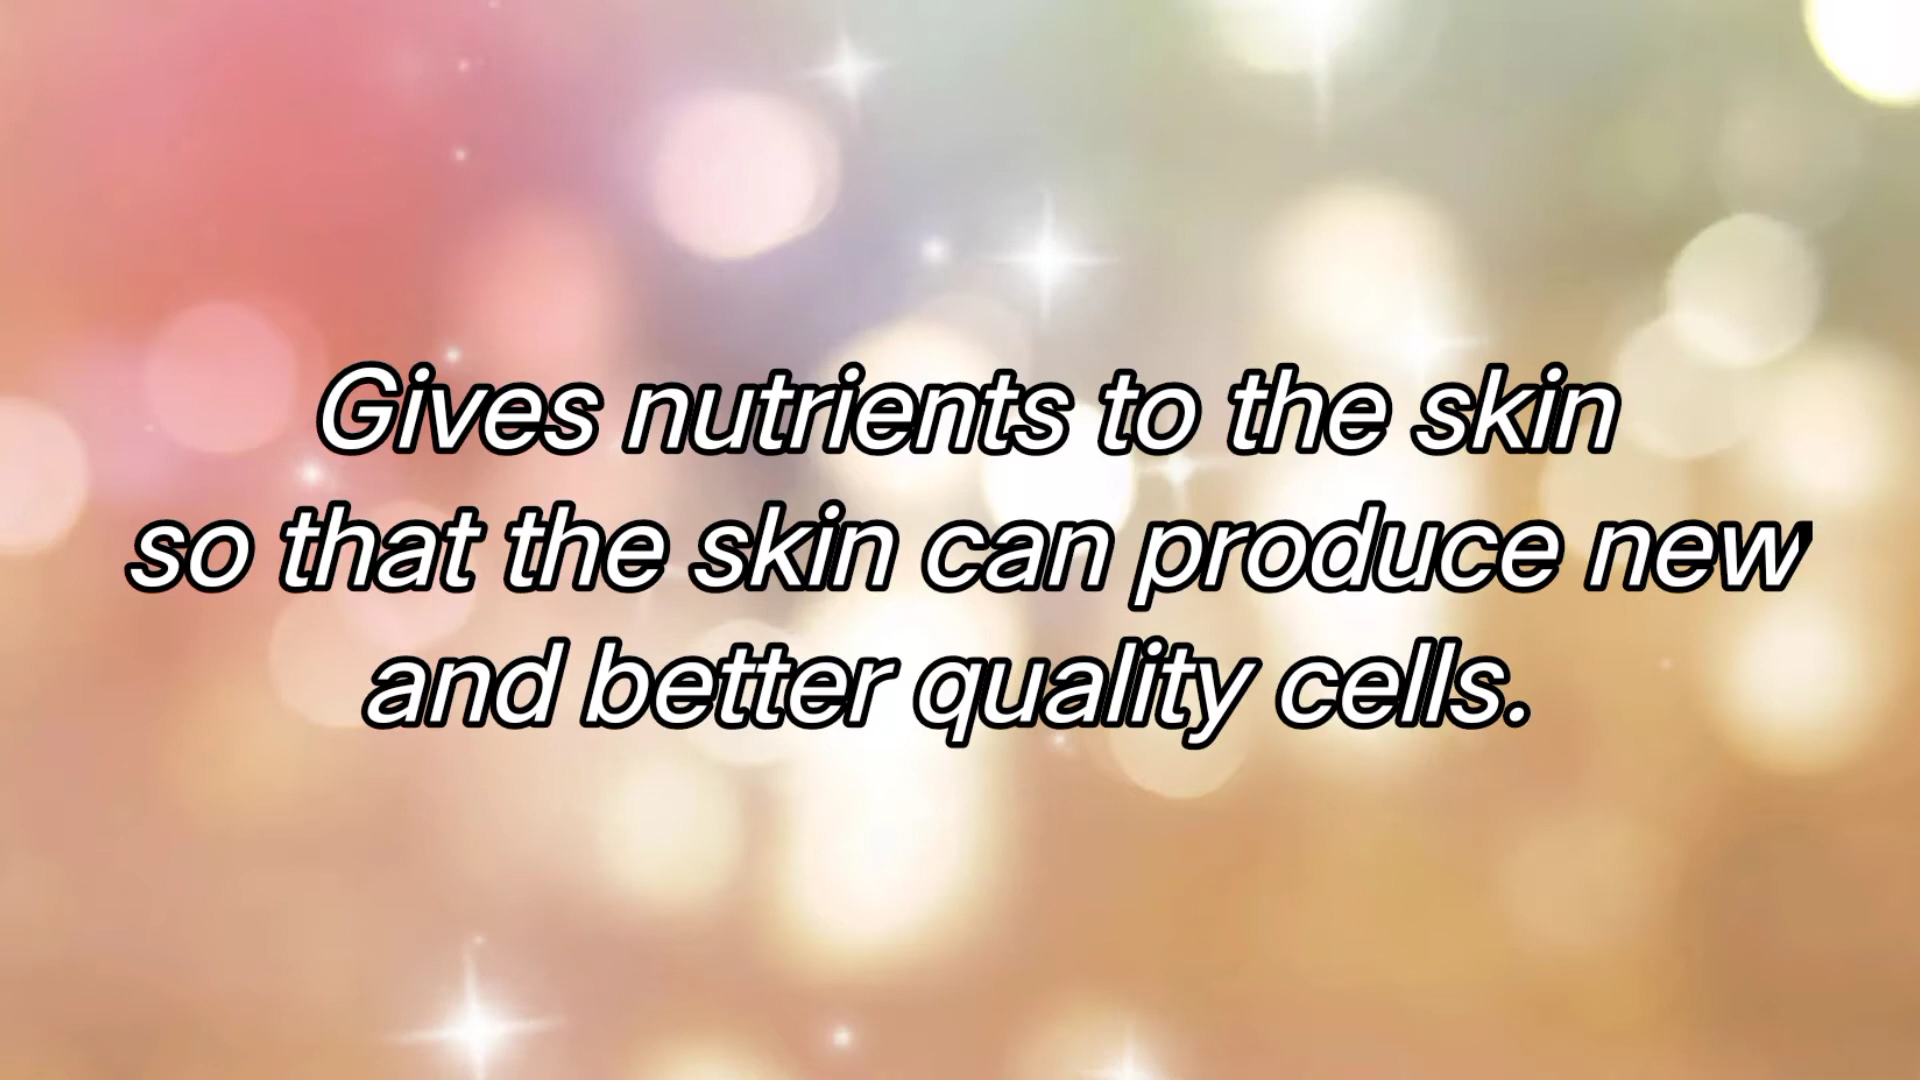 Gives nutrients to the skin
so that the skin can produce new
and better quality cells.